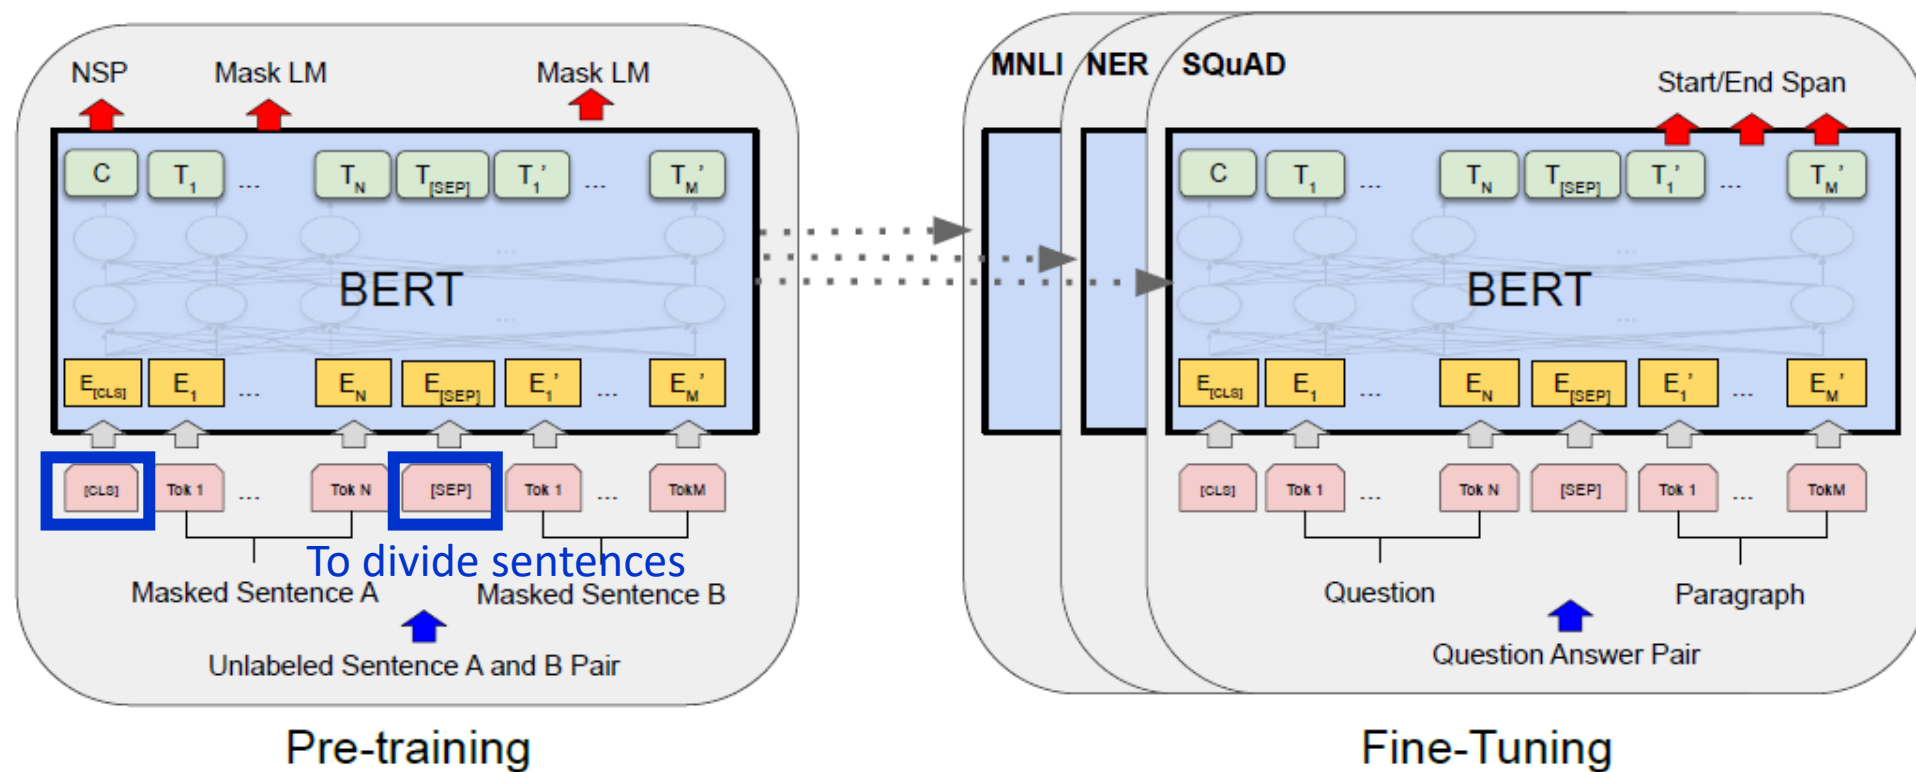 NSP Mask LM Mask LM
C T1 ... TN T[SEP] T1' ... TM'
...
BERT
...
E[CLS] E1 ... EN E[SEP] E1' ... EM'
[CLS] Tok 1 ... Tok N [SEP] Tok 1 ... TokM
To divide sentences
Masked Sentence A Masked Sentence B
Unlabeled Sentence A and B Pair
Pre-training
MNLI NER SQuAD
Start/End Span
C T1 ... TN T[SEP] T1' ... TM'
...
BERT
...
E[CLS] E1 ... EN E[SEP] E1' ... EM'
[CLS] Tok 1 ... Tok N [SEP] Tok 1 ... TokM
Question Paragraph
Question Answer Pair
Fine-Tuning